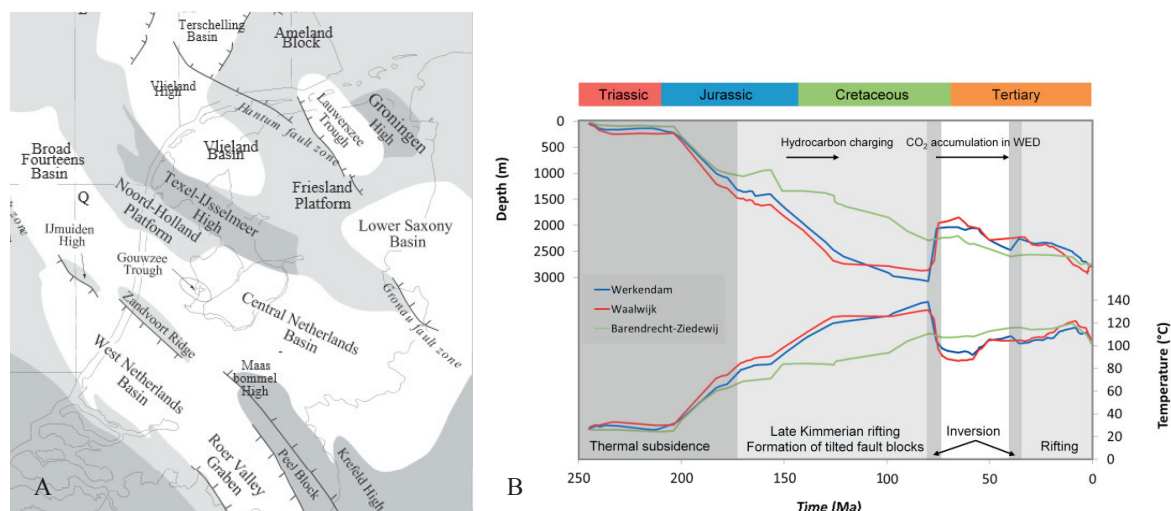 Terschelling
Basin
Ameland
Block
Vlieland
High
Hantum fault zone
Lauwerszee
Trough
Groningen
High
Broad
Fourteens
Basin
Vlieland
Basin
Texel-IJsselmeer
High
Friesland
Platform
Q
Noord-Holland
Platform
Lower Saxony
Basin
IJmuiden
High
Gouwzee
Trough
Zandvoort Ridge
Central Netherlands
Basin
Gronau fault zone
West Netherlands
Basin
Maas
bommel
High
Roer Valley
Graben
Peel Block
Krefeld High
A
Triassic
Jurassic
Cretaceous
Tertiary
Depth (m)
0
500
1000
1500
2000
2500
3000
Hydrocarbon charging
CO2 accumulation in WED
Werkendam
Waalwijk
Barendrecht-Ziedewij
140
120
100
80
60
40
20
0
Temperature (°C)
Thermal subsidence
Late Kimmerian rifting
Formation of tilted fault blocks
Inversion
Rifting
250
200
150
100
50
0
Time (Ma)
B